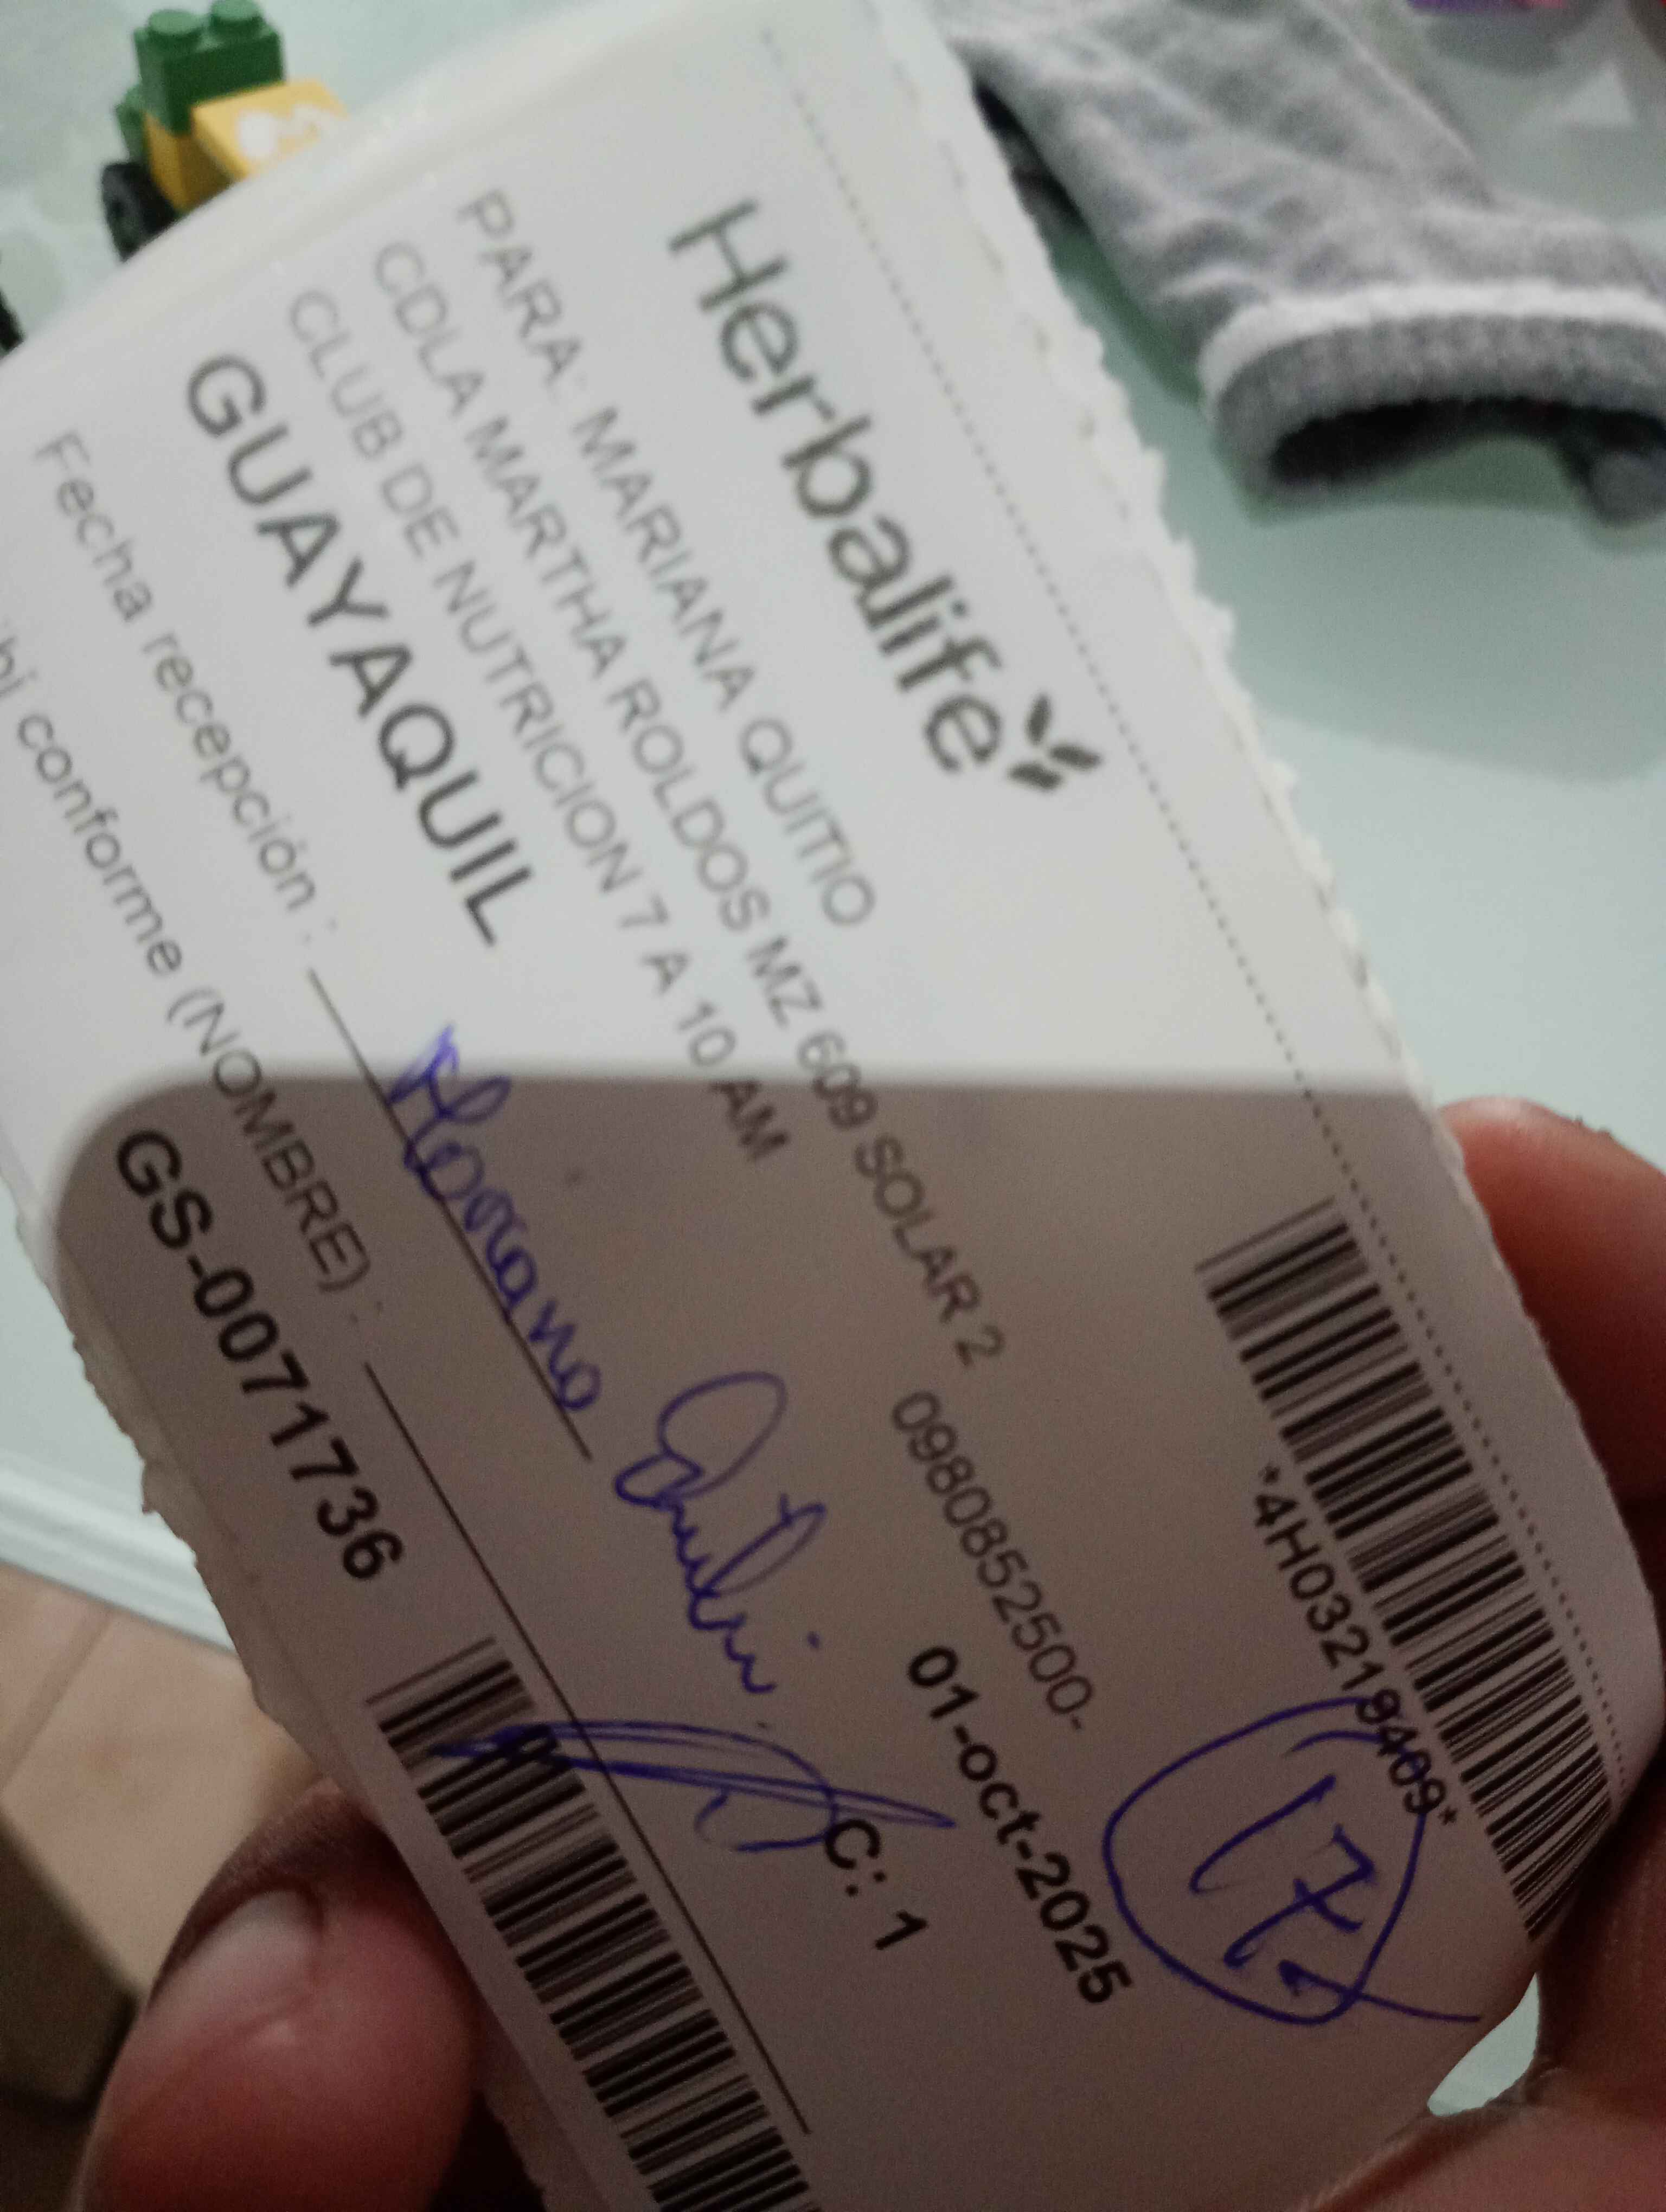 Herbalife
*4H03219409*
17
PARA: MARIANA QUITIO
CDLA MARTHA ROLDOS MZ 609 SOLAR 2 0980852500-
CLUB DE NUTRICION 7 A 10 AM
GUAYAQUIL 01-oct-2025
Fecha recepción :
C: 1
bi conforme (NOMBRE) :
GS-0071736